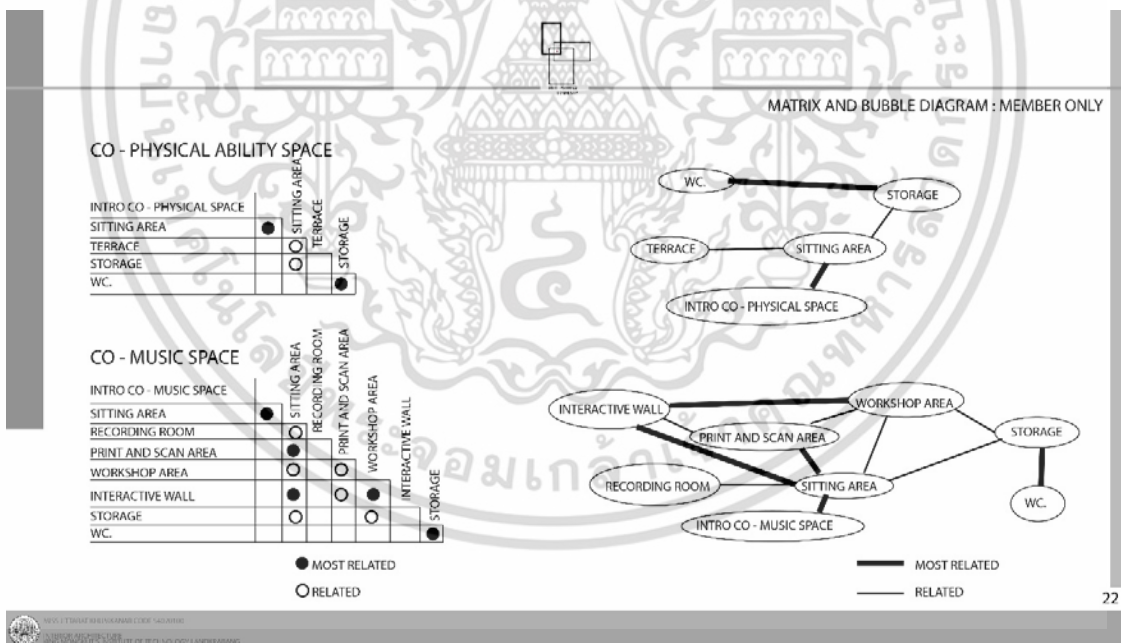 MATRIX AND BUBBLE DIAGRAM : MEMBER ONLY
CO - PHYSICAL ABILITY SPACE
SITTING AREA
TERRACE
STORAGE
INTRO CO - PHYSICAL SPACE
SITTING AREA
TERRACE
STORAGE
WC.
WC.
STORAGE
TERRACE
SITTING AREA
INTRO CO - PHYSICAL SPACE
CO - MUSIC SPACE
SITTING AREA
RECORDING ROOM
PRINT AND SCAN AREA
WORKSHOP AREA
INTERACTIVE WALL
STORAGE
INTRO CO - MUSIC SPACE
SITTING AREA
RECORDING ROOM
PRINT AND SCAN AREA
WORKSHOP AREA
INTERACTIVE WALL
STORAGE
WC.
INTERACTIVE WALL
WORKSHOP AREA
PRINT AND SCAN AREA
STORAGE
RECORDING ROOM
SITTING AREA
WC.
INTRO CO - MUSIC SPACE
MOST RELATED
RELATED
MOST RELATED
RELATED
22